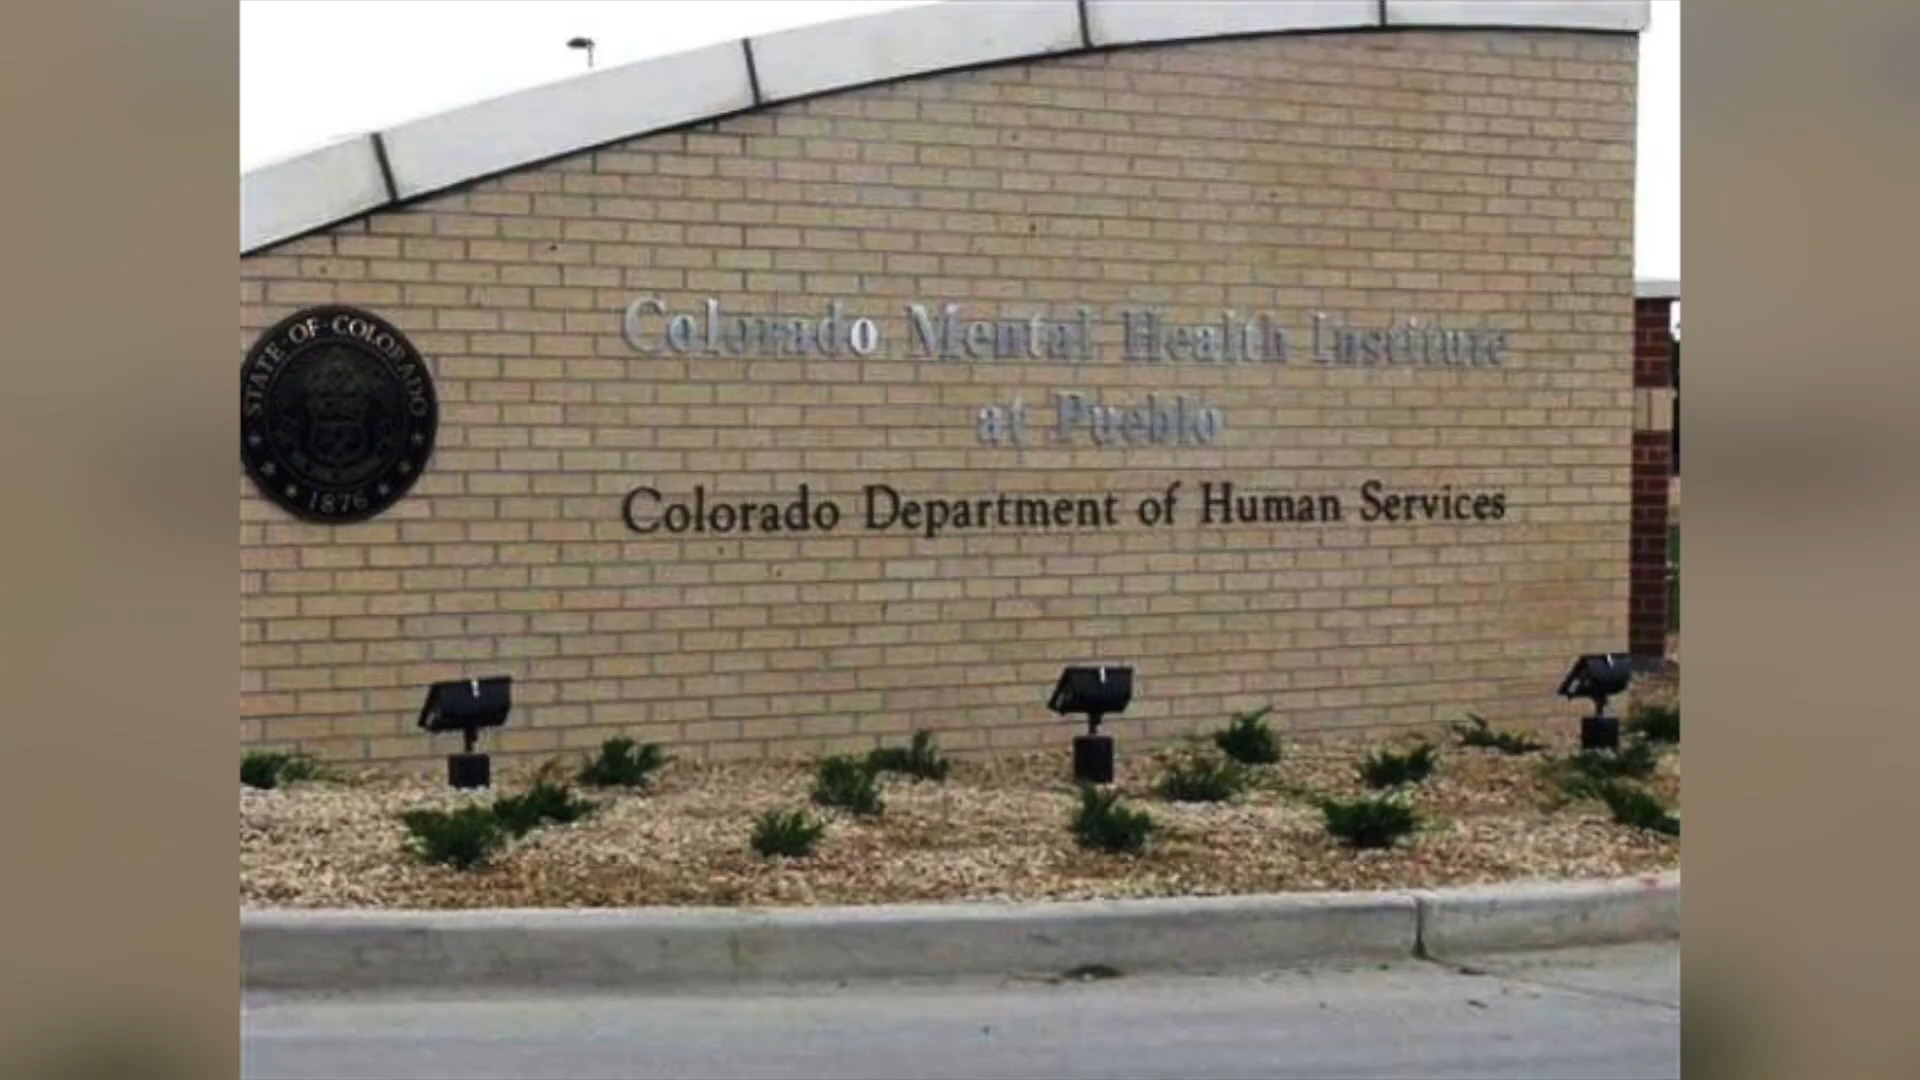 STATE OF COLORADO
1876
Colorado Mental Health Institute
at Pueblo
Colorado Department of Human Services